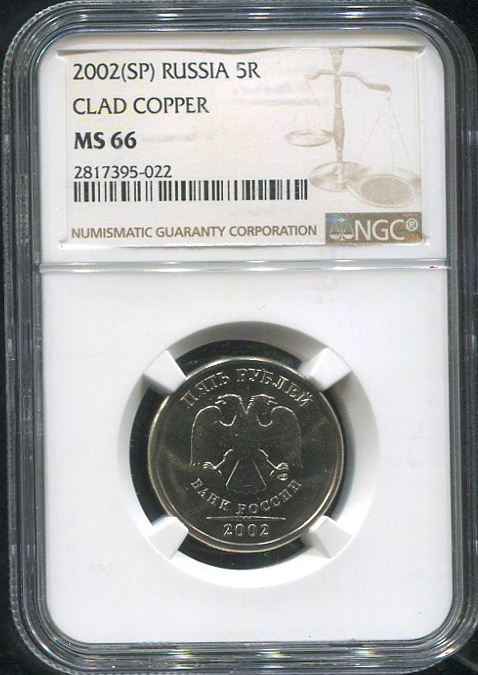 2002(SP) RUSSIA 5R
CLAD COPPER
MS 66
2817395-022
NUMISMATIC GUARANTY CORPORATION NGC®
ПЯТЬ РУБЛЕЙ
БАНК РОССИИ
2002